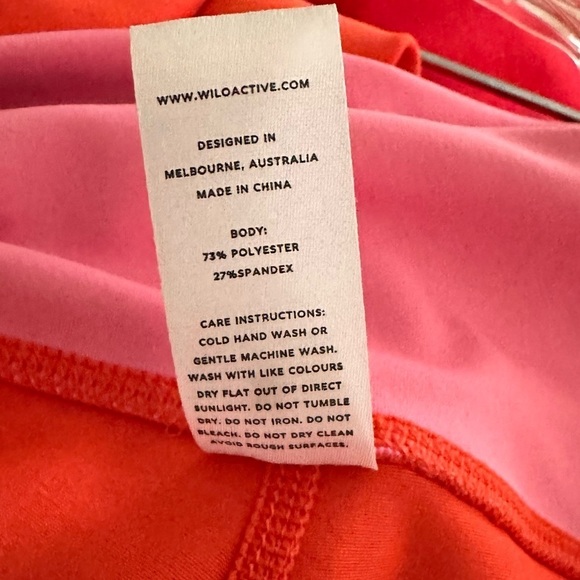 WWW.WILOACTIVE.COM
DESIGNED IN
MELBOURNE, AUSTRALIA
MADE IN CHINA
BODY:
73% POLYESTER
27%SPANDEX
CARE INSTRUCTIONS:
COLD HAND WASH OR
GENTLE MACHINE WASH.
WASH WITH LIKE COLOURS
DRY FLAT OUT OF DIRECT
SUNLIGHT. DO NOT TUMBLE
DRY. DO NOT IRON. DO NOT
BLEACH. DO NOT DRY CLEAN
AVOID ROUGH SURFACES.